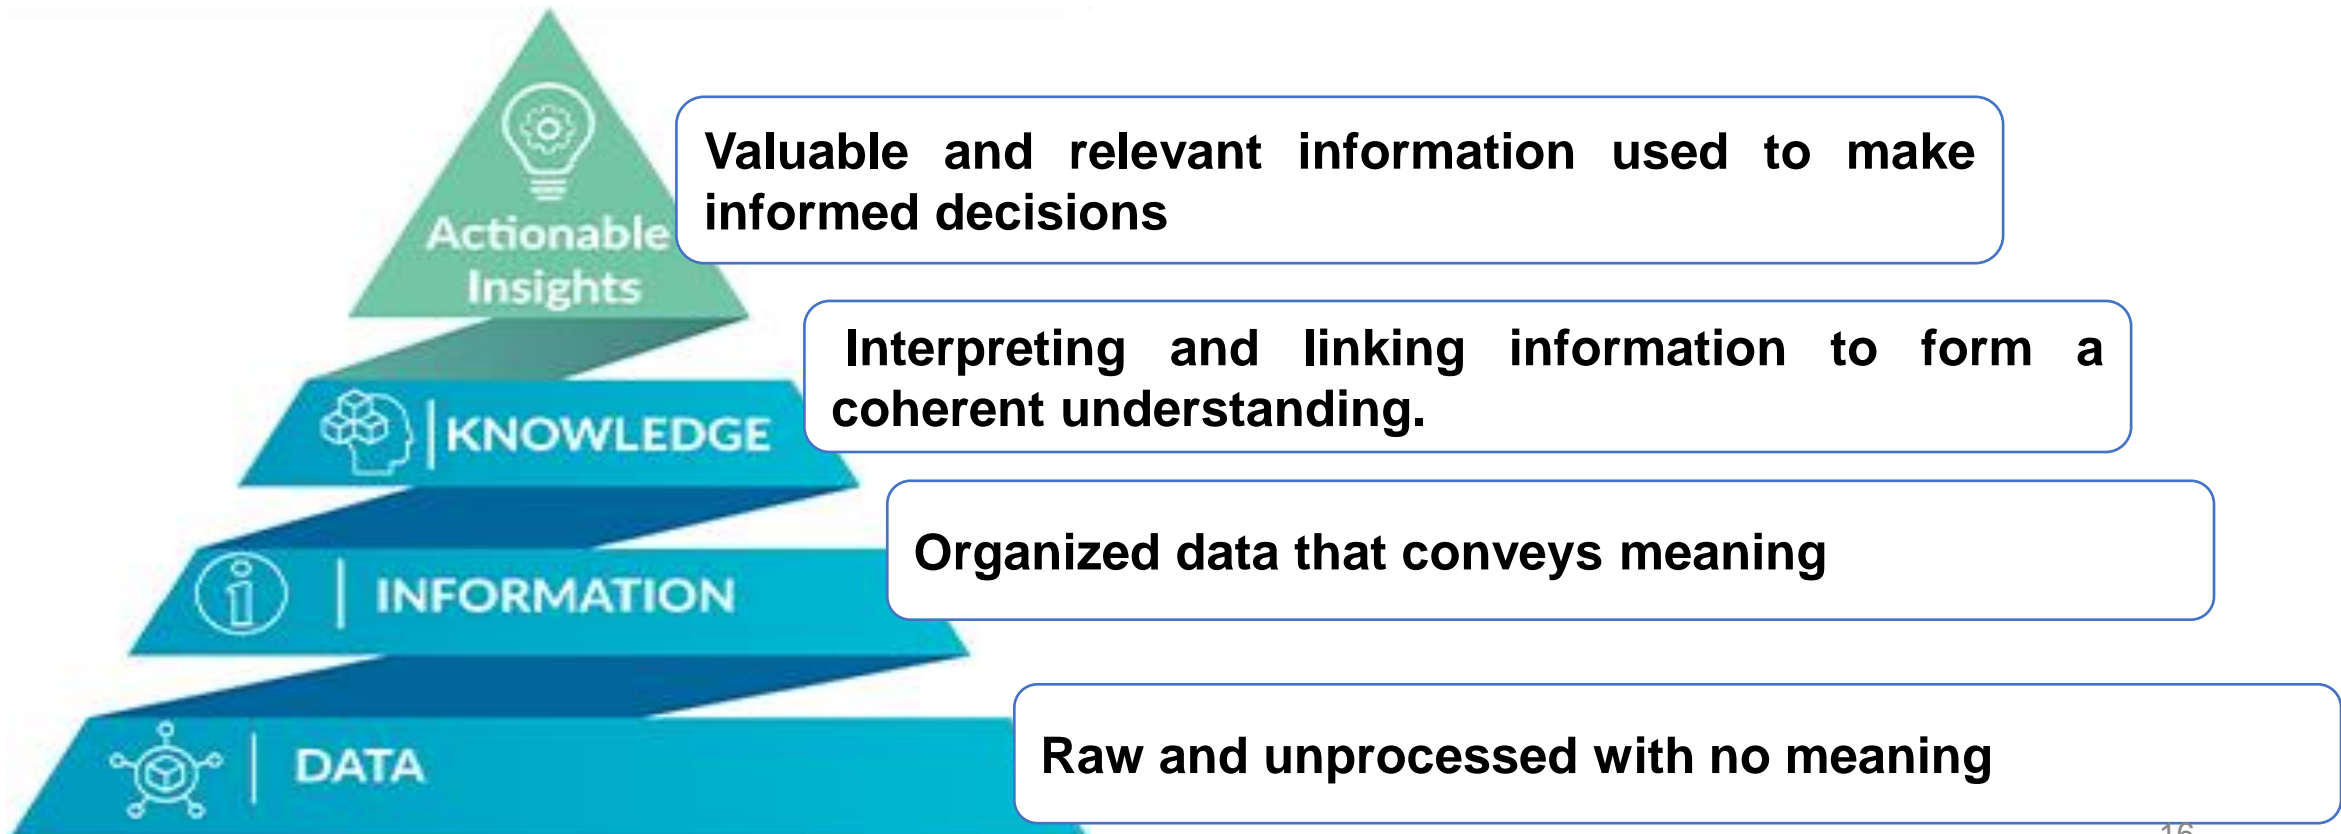 Valuable and relevant information used to make
informed decisions
Actionable
Insights
Interpreting and linking information to form a
coherent understanding.
KNOWLEDGE
Organized data that conveys meaning
INFORMATION
Raw and unprocessed with no meaning
DATA
16